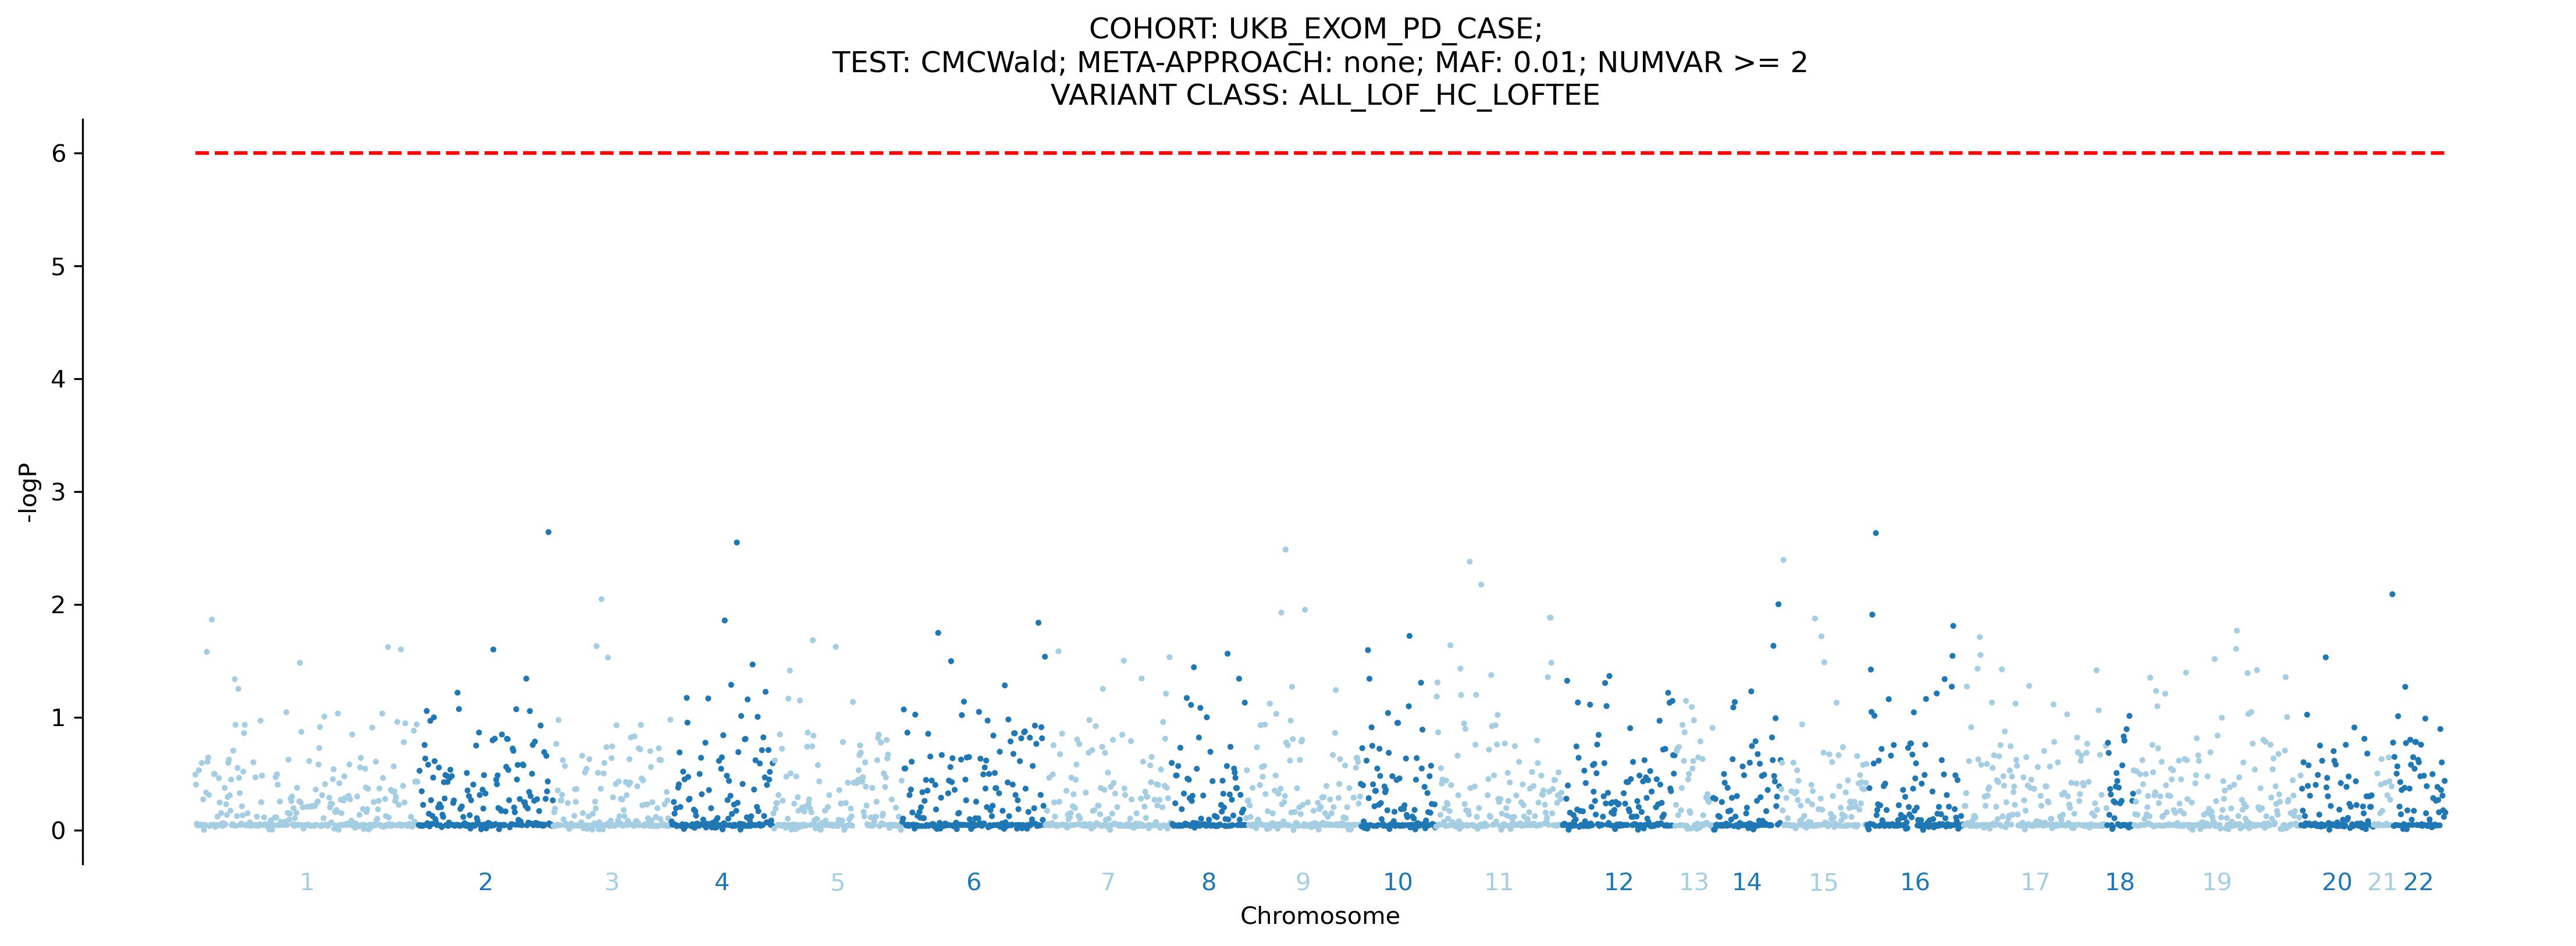 COHORT: UKB_EXOM_PD_CASE;
TEST: CMCWald; META-APPROACH: none; MAF: 0.01; NUMVAR >= 2
VARIANT CLASS: ALL_LOF_HC_LOFTEE
6
5
4
3
2
1
0
-logP
1 2 3 4 5 6 7 8 9 10 11 12 13 14 15 16 17 18 19 20 21 22
Chromosome